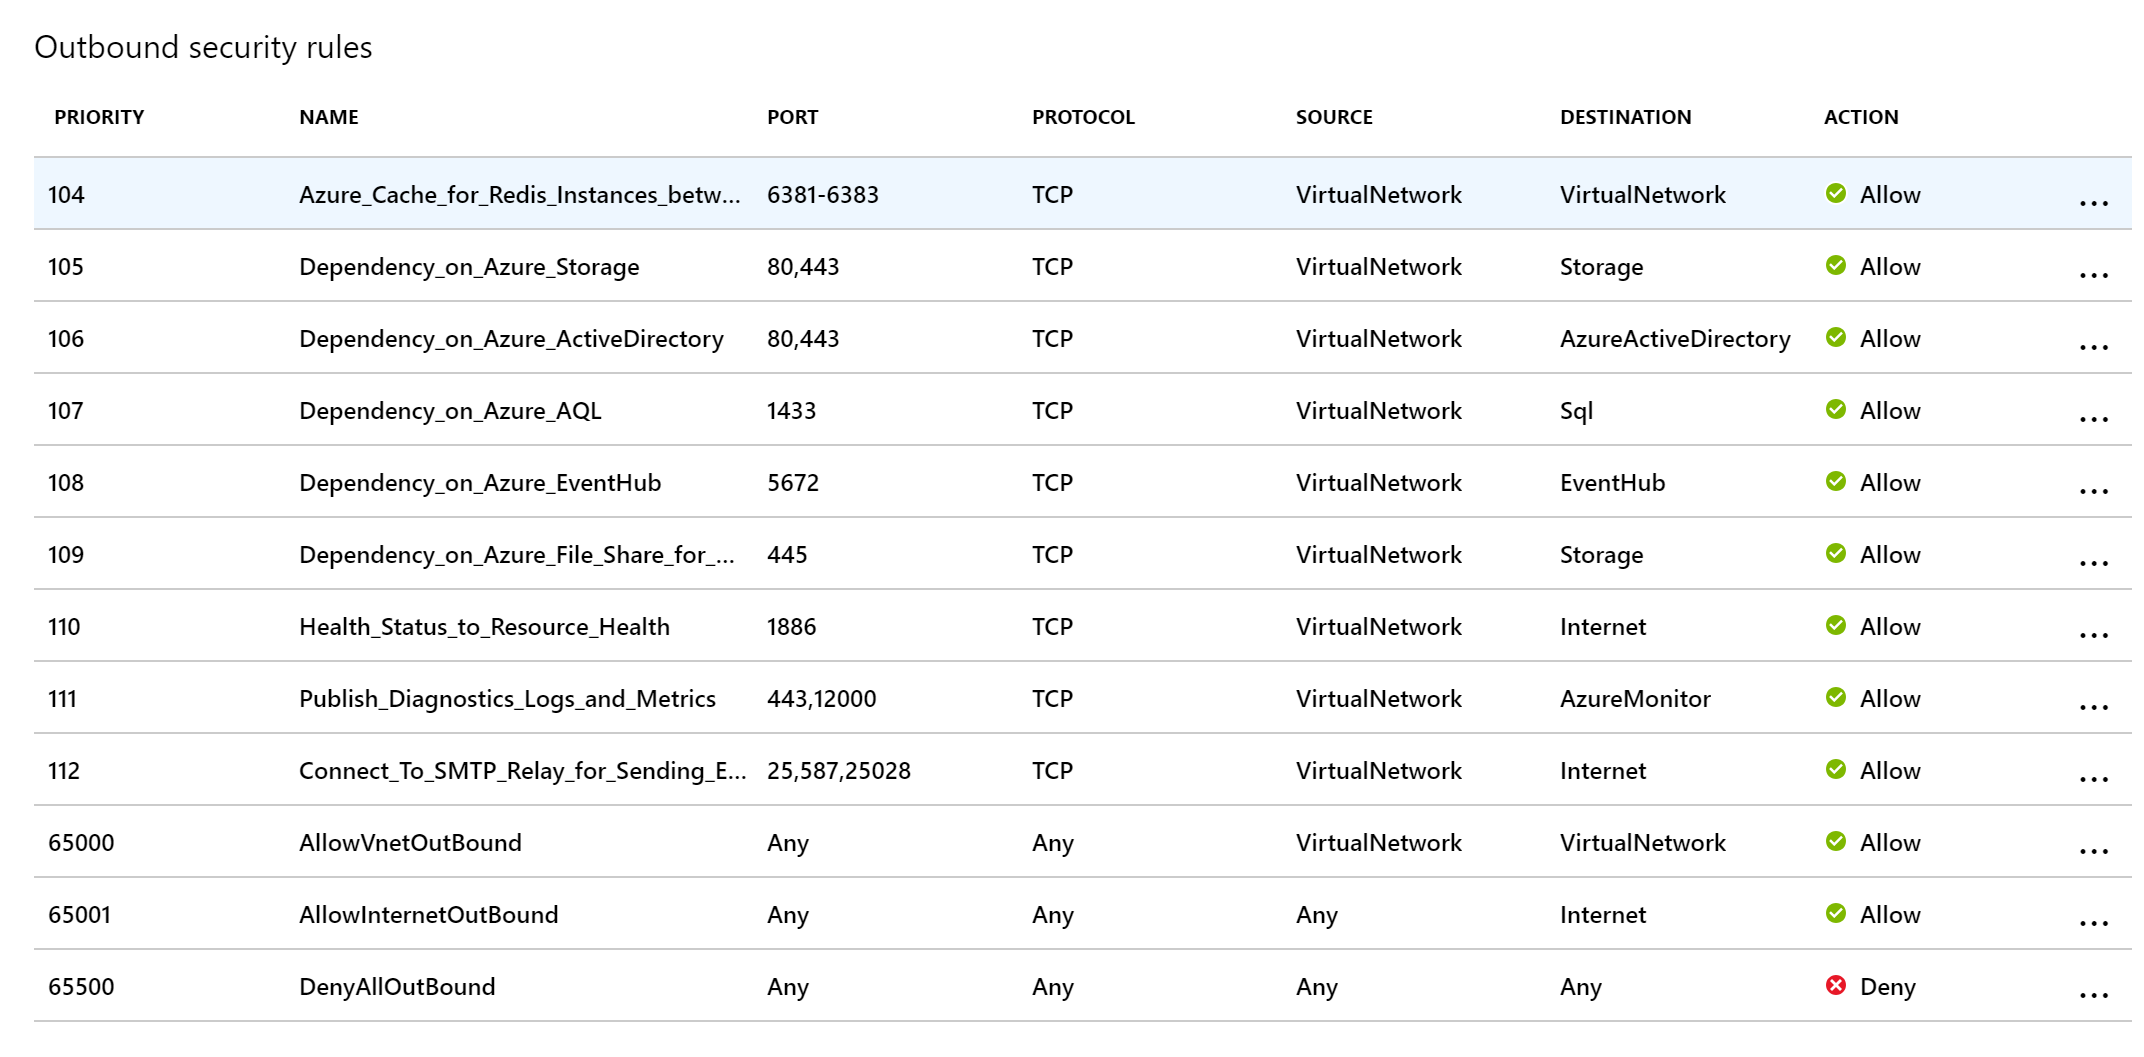 Outbound security rules
PRIORITY NAME PORT PROTOCOL SOURCE DESTINATION ACTION
104 Azure_Cache_for_Redis_Instances_betw... 6381-6383 TCP VirtualNetwork VirtualNetwork Allow ...
105 Dependency_on_Azure_Storage 80,443 TCP VirtualNetwork Storage Allow ...
106 Dependency_on_Azure_ActiveDirectory 80,443 TCP VirtualNetwork AzureActiveDirectory Allow ...
107 Dependency_on_Azure_AQL 1433 TCP VirtualNetwork Sql Allow ...
108 Dependency_on_Azure_EventHub 5672 TCP VirtualNetwork EventHub Allow ...
109 Dependency_on_Azure_File_Share_for_... 445 TCP VirtualNetwork Storage Allow ...
110 Health_Status_to_Resource_Health 1886 TCP VirtualNetwork Internet Allow ...
111 Publish_Diagnostics_Logs_and_Metrics 443,12000 TCP VirtualNetwork AzureMonitor Allow ...
112 Connect_To_SMTP_Relay_for_Sending_E... 25,587,25028 TCP VirtualNetwork Internet Allow ...
65000 AllowVnetOutBound Any Any VirtualNetwork VirtualNetwork Allow ...
65001 AllowInternetOutBound Any Any Any Internet Allow ...
65500 DenyAllOutBound Any Any Any Any Deny ...